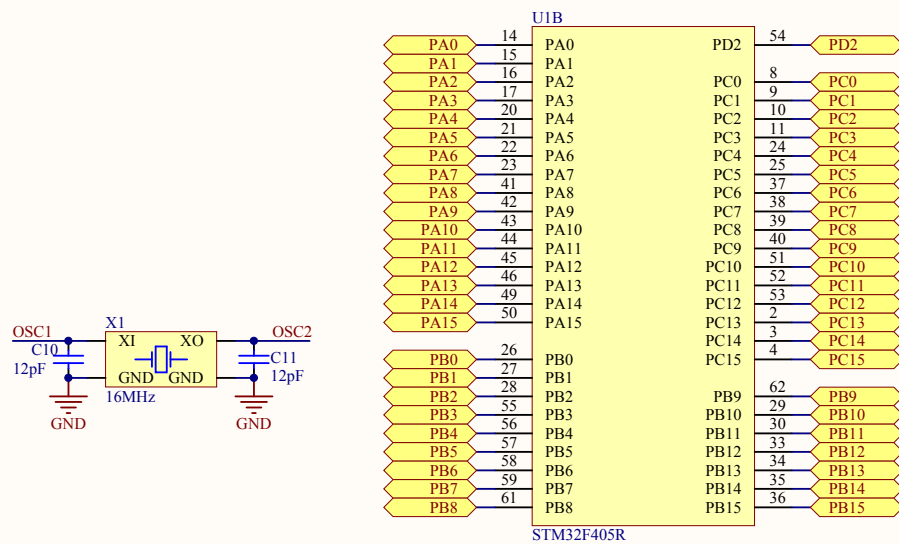 U1B
PA0 14 PA0 PD2 54 PD2
PA1 15 PA1
PA2 16 PA2 PC0 8 PC0
PA3 17 PA3 PC1 9 PC1
PA4 20 PA4 PC2 10 PC2
PA5 21 PA5 PC3 11 PC3
PA6 22 PA6 PC4 24 PC4
PA7 23 PA7 PC5 25 PC5
PA8 41 PA8 PC6 37 PC6
PA9 42 PA9 PC7 38 PC7
PA10 43 PA10 PC8 39 PC8
PA11 44 PA11 PC9 40 PC9
PA12 45 PA12 PC10 51 PC10
PA13 46 PA13 PC11 52 PC11
PA14 49 PA14 PC12 53 PC12
PA15 50 PA15 PC13 2 PC13
PC14 3 PC14
PB0 26 PB0 PC15 4 PC15
PB1 27 PB1
PB2 28 PB2 PB9 62 PB9
PB3 55 PB3 PB10 29 PB10
PB4 56 PB4 PB11 30 PB11
PB5 57 PB5 PB12 33 PB12
PB6 58 PB6 PB13 34 PB13
PB7 59 PB7 PB14 35 PB14
PB8 61 PB8 PB15 36 PB15
STM32F405R
X1
OSC1 XI XO OSC2
C10 C11
12pF GND GND 12pF
16MHz
GND GND